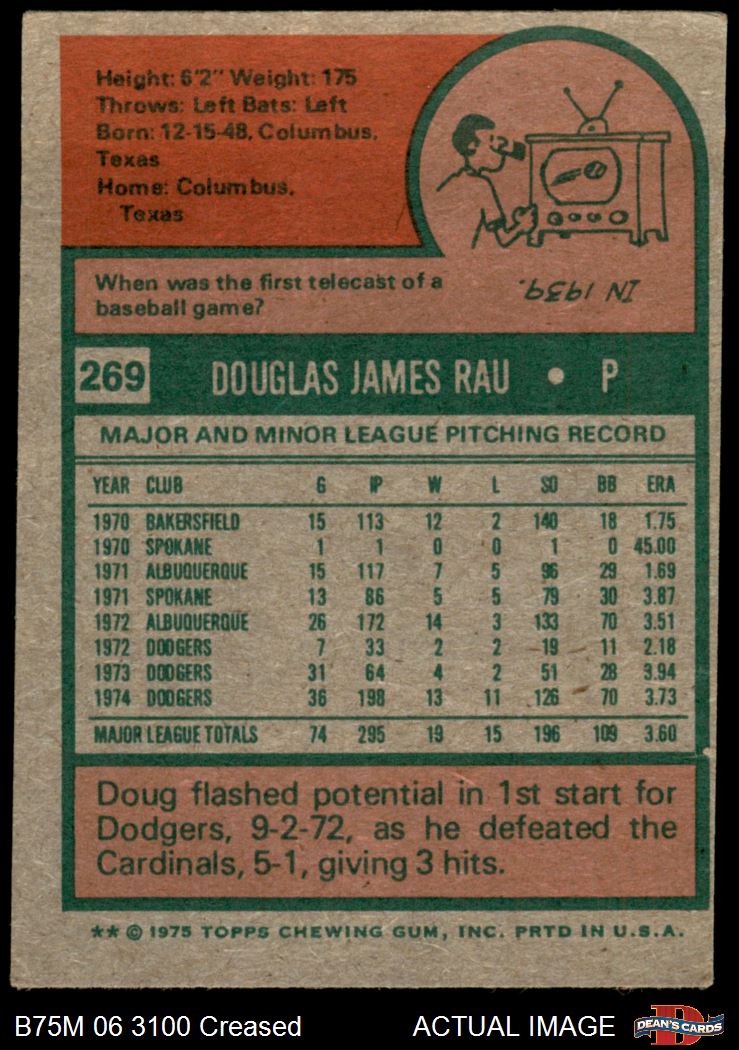 Height: 6'2" Weight: 175
Throws: Left Bats: Left
Born: 12-15-48, Columbus,
Texas
Home: Columbus,
Texas
When was the first telecast of a
baseball game?
IN 1939.
269 DOUGLAS JAMES RAU • P
MAJOR AND MINOR LEAGUE PITCHING RECORD
YEAR CLUB G IP W L SO BB ERA
1970 BAKERSFIELD 15 113 12 2 140 18 1.75
1970 SPOKANE 1 1 0 0 1 0 45.00
1971 ALBUQUERQUE 15 117 7 5 96 29 1.69
1971 SPOKANE 13 86 5 5 79 30 3.87
1972 ALBUQUERQUE 26 172 14 3 133 70 3.51
1972 DODGERS 7 33 2 2 19 11 2.18
1973 DODGERS 31 64 4 2 51 28 3.94
1974 DODGERS 36 198 13 11 126 70 3.73
MAJOR LEAGUE TOTALS 74 295 19 15 196 109 3.60
Doug flashed potential in 1st start for
Dodgers, 9-2-72, as he defeated the
Cardinals, 5-1, giving 3 hits.
** © 1975 TOPPS CHEWING GUM, INC. PRTD IN U.S.A.
B75M 06 3100 Creased ACTUAL IMAGE DEAN'S CARDS